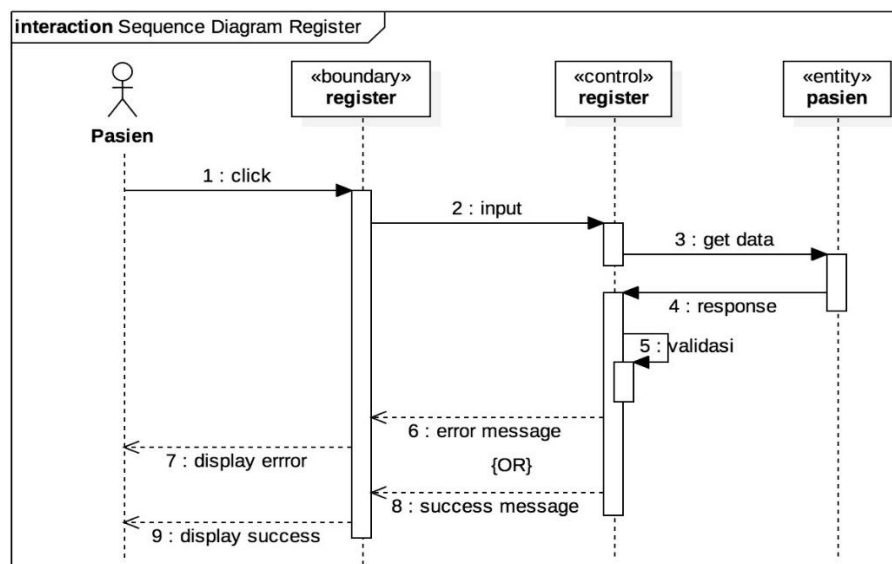 interaction Sequence Diagram Register
«boundary»
register
«control»
register
«entity»
pasien
Pasien
1 : click
2 : input
3 : get data
4 : response
5 : validasi
6 : error message
7 : display errror
{OR}
8 : success message
9 : display success